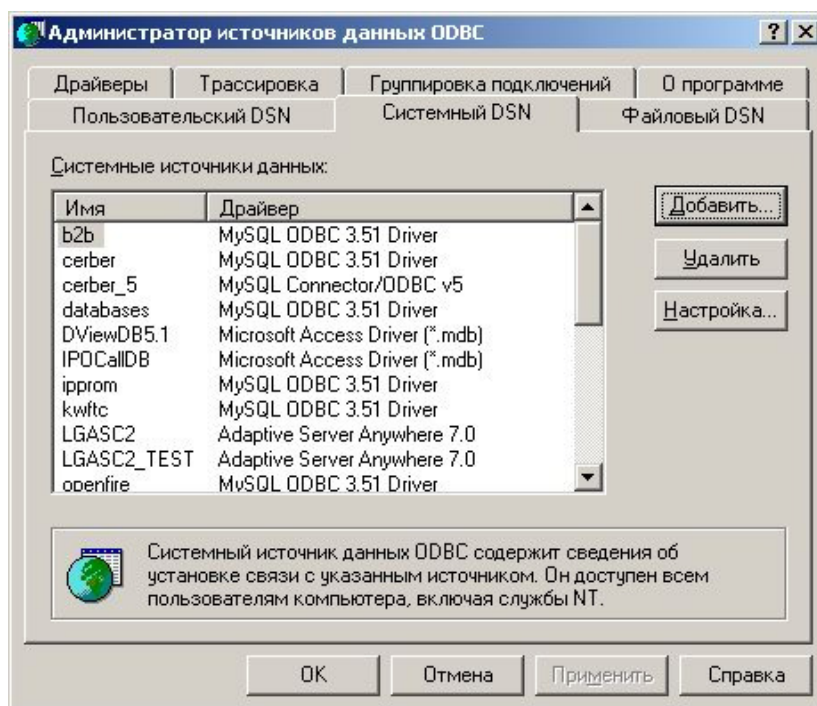 Администратор источников данных ODBC
Драйверы Трассировка Группировка подключений О программе
Пользовательский DSN Системный DSN Файловый DSN
Системные источники данных:
Имя Драйвер
b2b MySQL ODBC 3.51 Driver
cerber MySQL ODBC 3.51 Driver
cerber_5 MySQL Connector/ODBC v5
databases MySQL ODBC 3.51 Driver
DViewDB5.1 Microsoft Access Driver (*.mdb)
IPOCallDB Microsoft Access Driver (*.mdb)
ipprom MySQL ODBC 3.51 Driver
kwftc MySQL ODBC 3.51 Driver
LGASC2 Adaptive Server Anywhere 7.0
LGASC2_TEST Adaptive Server Anywhere 7.0
openfire MySQL ODBC 3.51 Driver
Добавить...
Удалить
Настройка...
Системный источник данных ODBC содержит сведения об
установке связи с указанным источником. Он доступен всем
пользователям компьютера, включая службы NT.
OK Отмена Применить Справка